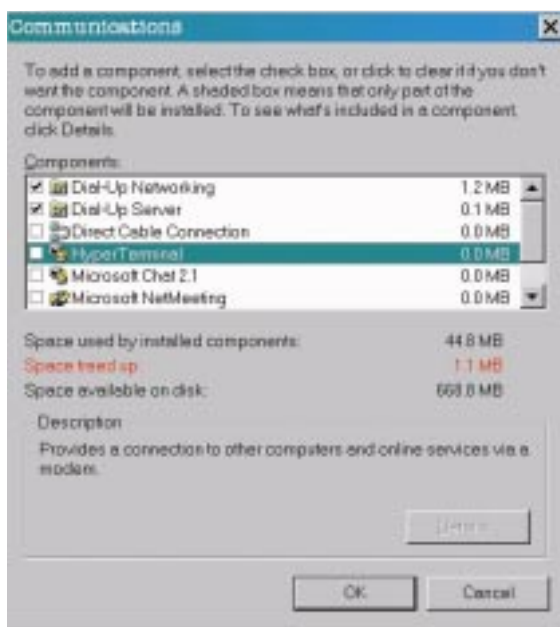 Communications
To add a component, select the check box, or click to clear it if you don't
want the component. A shaded box means that only part of the
component will be installed. To see what's included in a component,
click Details.
Components:
Dial-Up Networking 1.2 MB
Dial-Up Server 0.1 MB
Direct Cable Connection 0.0 MB
HyperTerminal 0.0 MB
Microsoft Chat 2.1 0.0 MB
Microsoft NetMeeting 0.0 MB
Space used by installed components: 44.8 MB
Space freed up: 1.1 MB
Space available on disk: 668.8 MB
Description
Provides a connection to other computers and online services via a
modem.
Details...
OK
Cancel